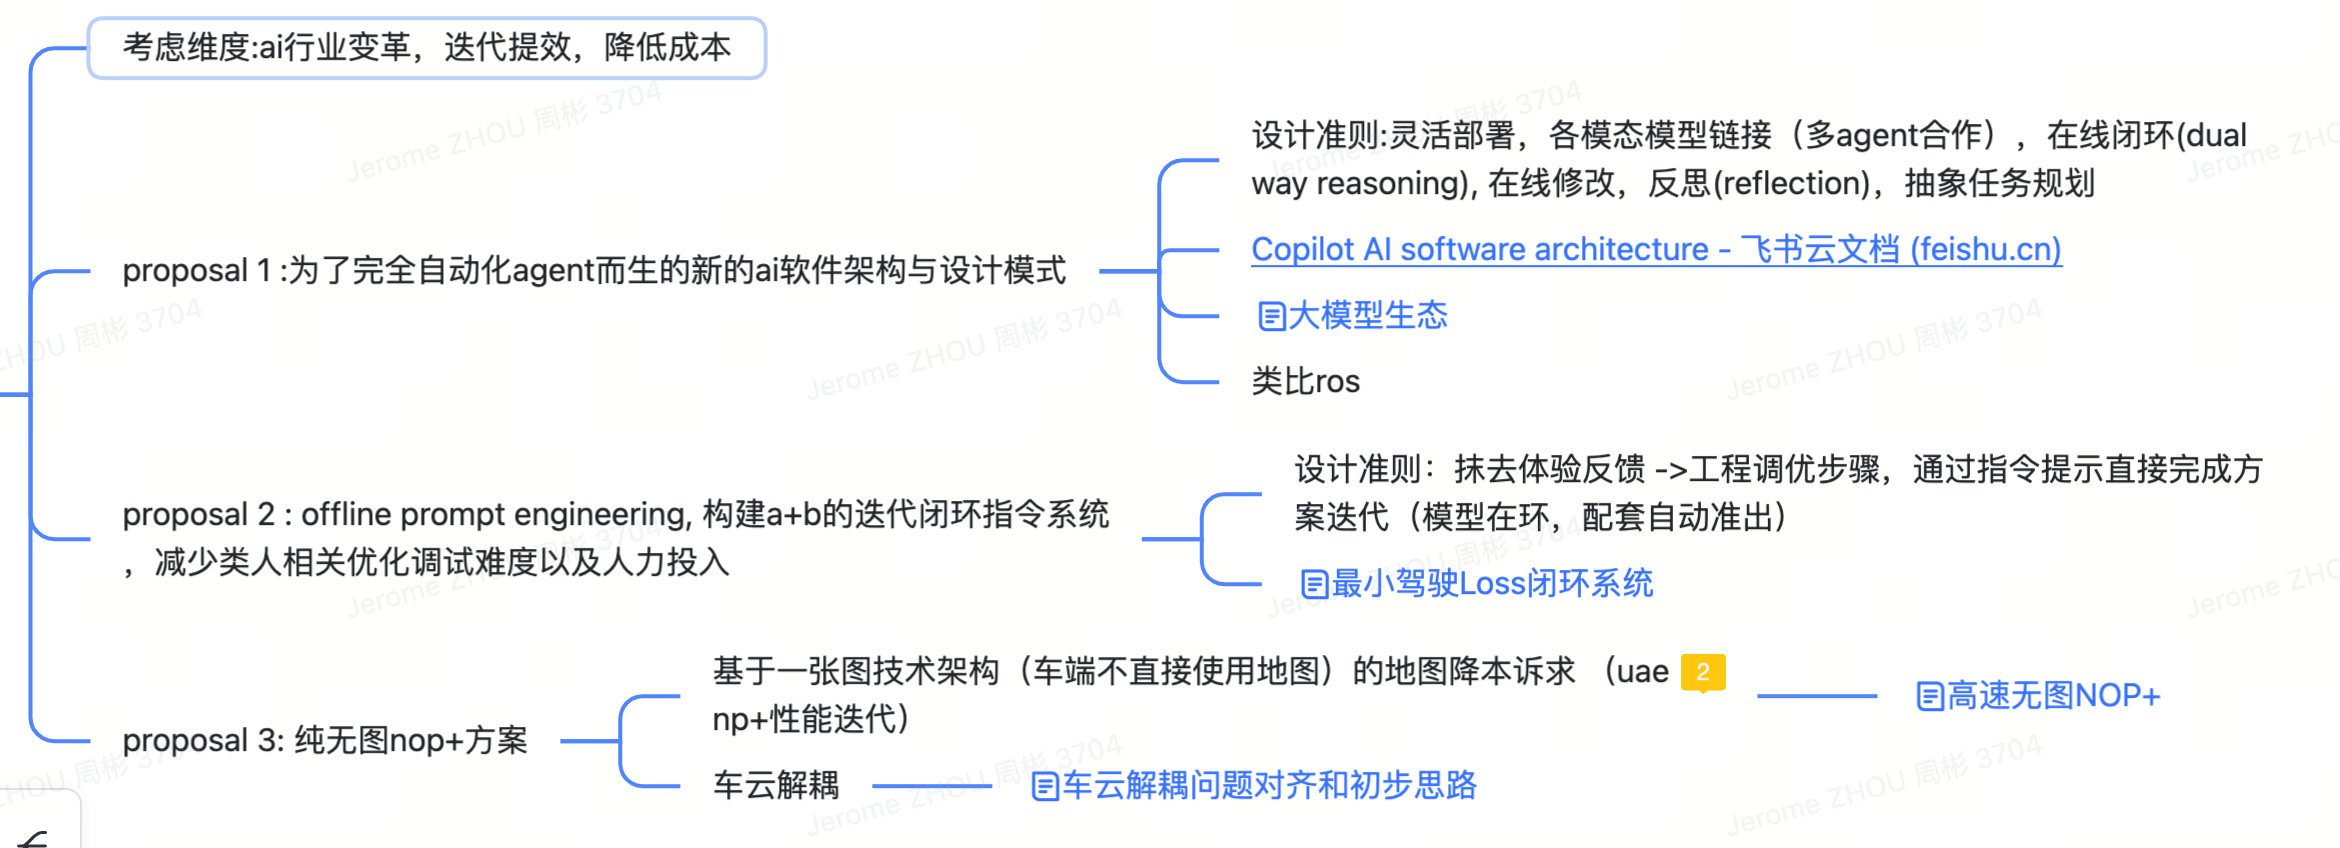 考虑维度:ai行业变革，迭代提效，降低成本
proposal 1 :为了完全自动化agent而生的新的ai软件架构与设计模式
设计准则:灵活部署，各模态模型链接（多agent合作），在线闭环(dual
way reasoning), 在线修改，反思(reflection)，抽象任务规划
Copilot AI software architecture - 飞书云文档 (feishu.cn)
大模型生态
类比ros
proposal 2 : offline prompt engineering, 构建a+b的迭代闭环指令系统
，减少类人相关优化调试难度以及人力投入
设计准则：抹去体验反馈 ->工程调优步骤，通过指令提示直接完成方
案迭代（模型在环，配套自动准出）
最小驾驶Loss闭环系统
proposal 3: 纯无图nop+方案
基于一张图技术架构（车端不直接使用地图）的地图降本诉求 （uae 2
np+性能迭代）
高速无图NOP+
车云解耦
车云解耦问题对齐和初步思路
Jerome ZHOU 周彬 3704